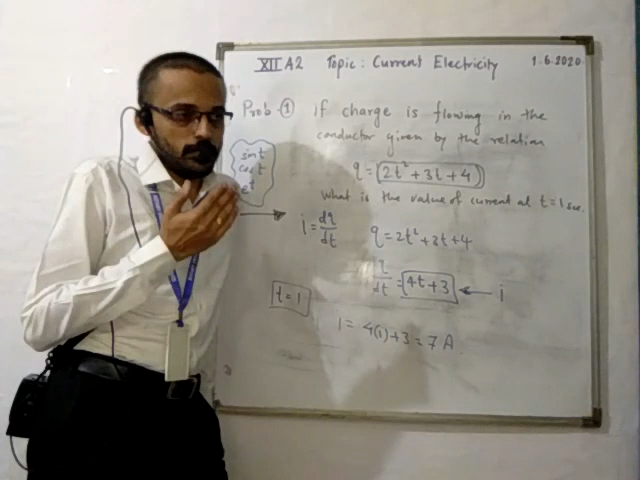 XII A2 Topic: Current Electricity 1.6.2020
Prob-① if charge is flowing in the
conductor given by the relation
q = (2t² + 3t + 4)
What is the value of current at t = 1 sec.
sin t
cos t
eᵗ
i = dq/dt q = 2t² + 3t + 4
q/dt = 4t + 3 ← i
t = 1
i = 4(1) + 3 = 7 A.